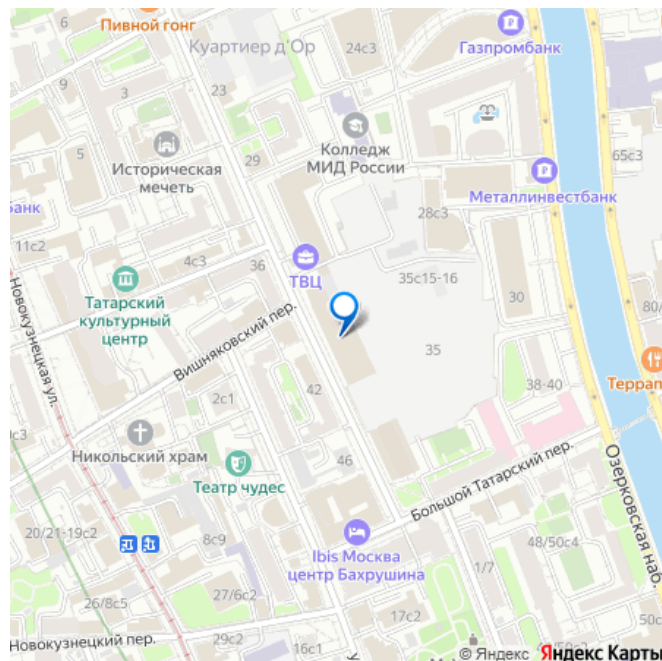 Пивной гонг
Куартиер д'Ор
24с3
Газпромбанк
23
9
3
5
29
Историческая
мечеть
Колледж
МИД России
65с3
Металлинвестбанк
28с3
Банк
11с2
4с3
36
ТВЦ
35с15-16
30
80/
Татарский
культурный
центр
Новокузнецкая ул.
Вишняковский пер.
35
Террап
42
38-40
2с1
0с3
Никольский храм
46
Театр чудес
Большой Татарский пер.
Озерковская наб.
20/21-19с2
8с9
Ibis Москва
центр Бахрушина
48/50с4
27/6с2
1/7
26/8с5
17с2
Новокузнецкий пер.
29с2
16с1
© Яндекс Яндекс Карты